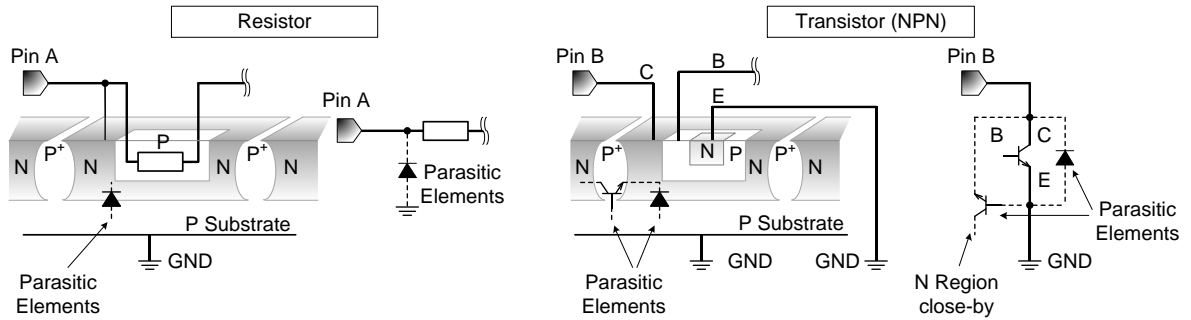 Resistor
Transistor (NPN)
Pin A
Pin B
C
B
E
Pin B
Pin A
N
P+
N
P
P+
N
N
P+
N
P
N
P+
N
B
C
E
Parasitic
Elements
P Substrate
GND
Parasitic
Elements
P Substrate
GND
GND
Parasitic
Elements
Parasitic
Elements
GND
N Region
close-by